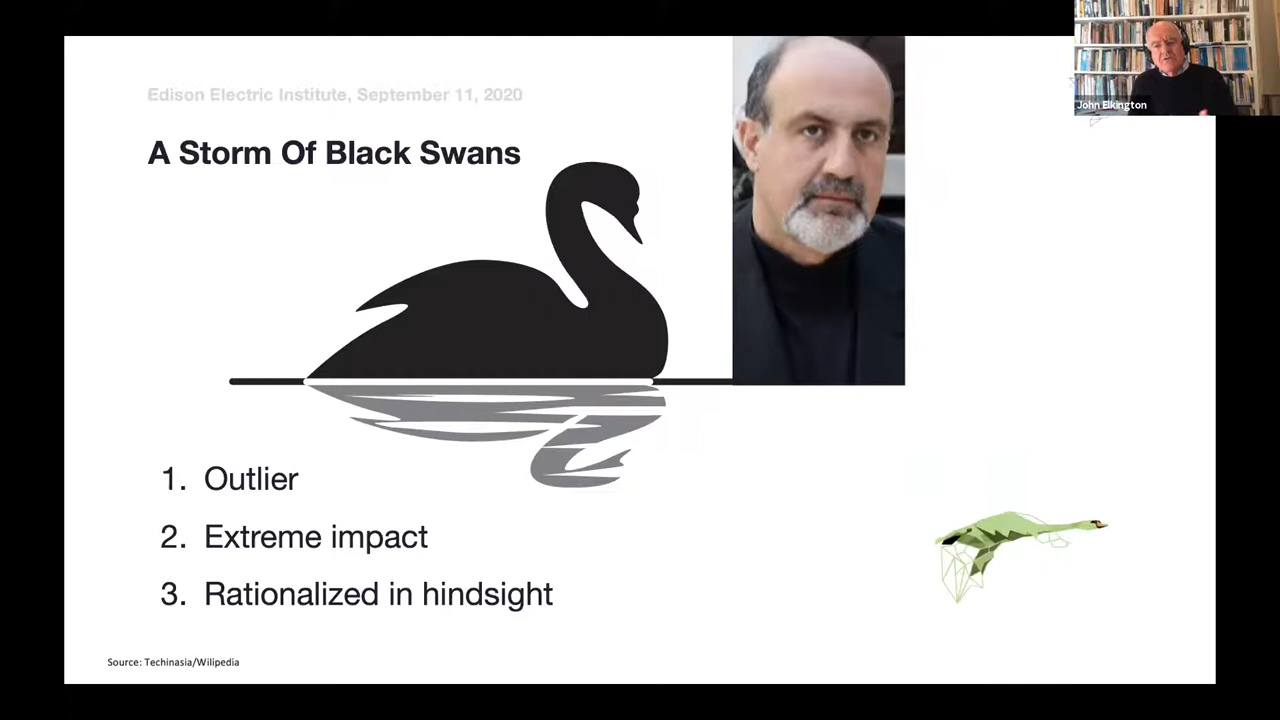 Edison Electric Institute, September 11, 2020
John Elkington
A Storm Of Black Swans
1. Outlier
2. Extreme impact
3. Rationalized in hindsight
Source: Techinasia/Wilipedia